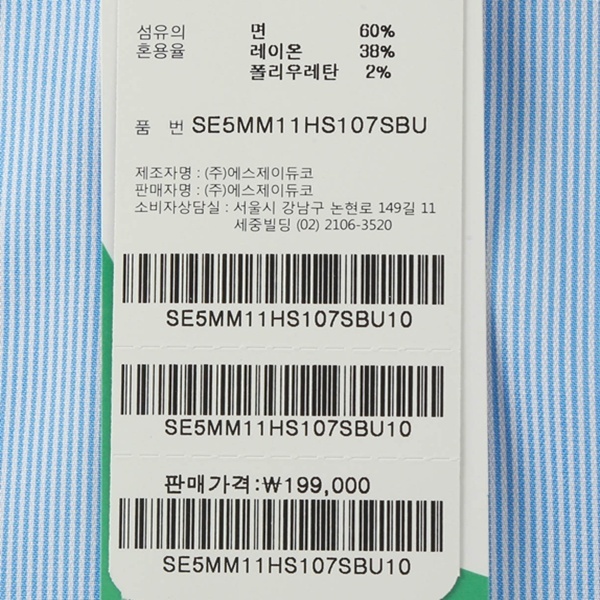 섬유의 면 60%
혼용율 레이온 38%
폴리우레탄 2%
품 번 SE5MM11HS107SBU
제조자명 : (주)에스제이듀코
판매자명 : (주)에스제이듀코
소비자상담실 : 서울시 강남구 논현로 149길 11
세중빌딩 (02) 2106-3520
SE5MM11HS107SBU10
SE5MM11HS107SBU10
판매가격:₩199,000
SE5MM11HS107SBU10